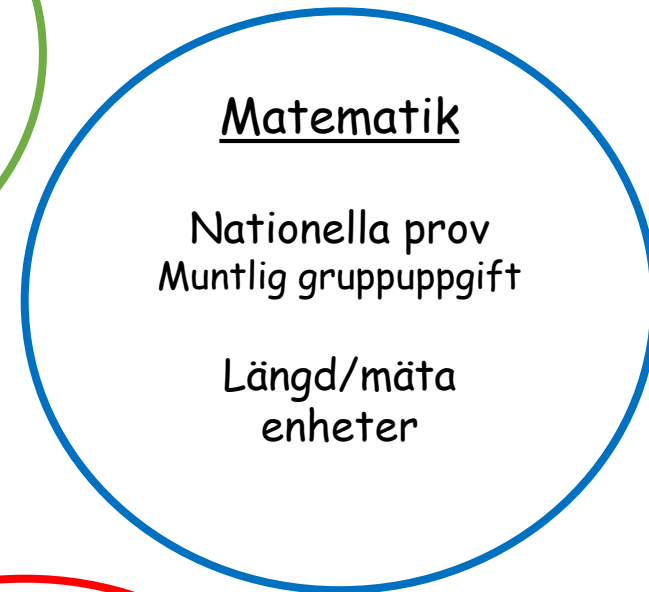 Matematik
Nationella prov
Muntlig gruppuppgift
Längd/mäta
enheter